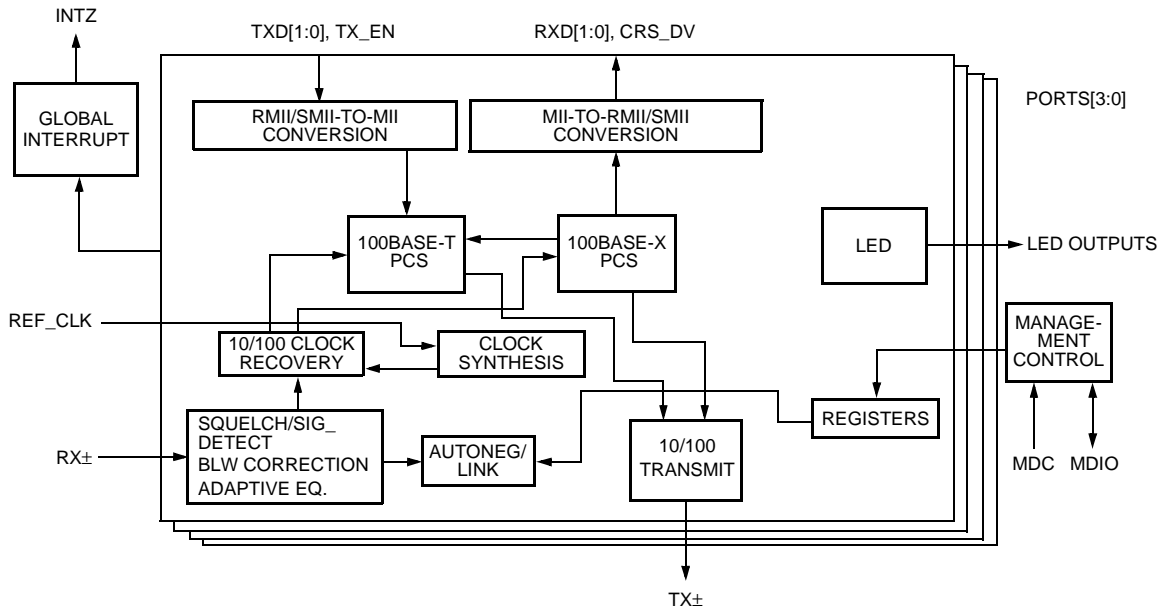 INTZ
TXD[1:0], TX_EN
RXD[1:0], CRS_DV
GLOBAL
INTERRUPT
RMII/SMII-TO-MII
CONVERSION
MII-TO-RMII/SMII
CONVERSION
PORTS[3:0]
100BASE-T
PCS
100BASE-X
PCS
LED
LED OUTPUTS
REF_CLK
10/100 CLOCK
RECOVERY
CLOCK
SYNTHESIS
MANAGE-
MENT
CONTROL
REGISTERS
RX±
SQUELCH/SIG_
DETECT
BLW CORRECTION
ADAPTIVE EQ.
AUTONEG/
LINK
10/100
TRANSMIT
MDC
MDIO
TX±